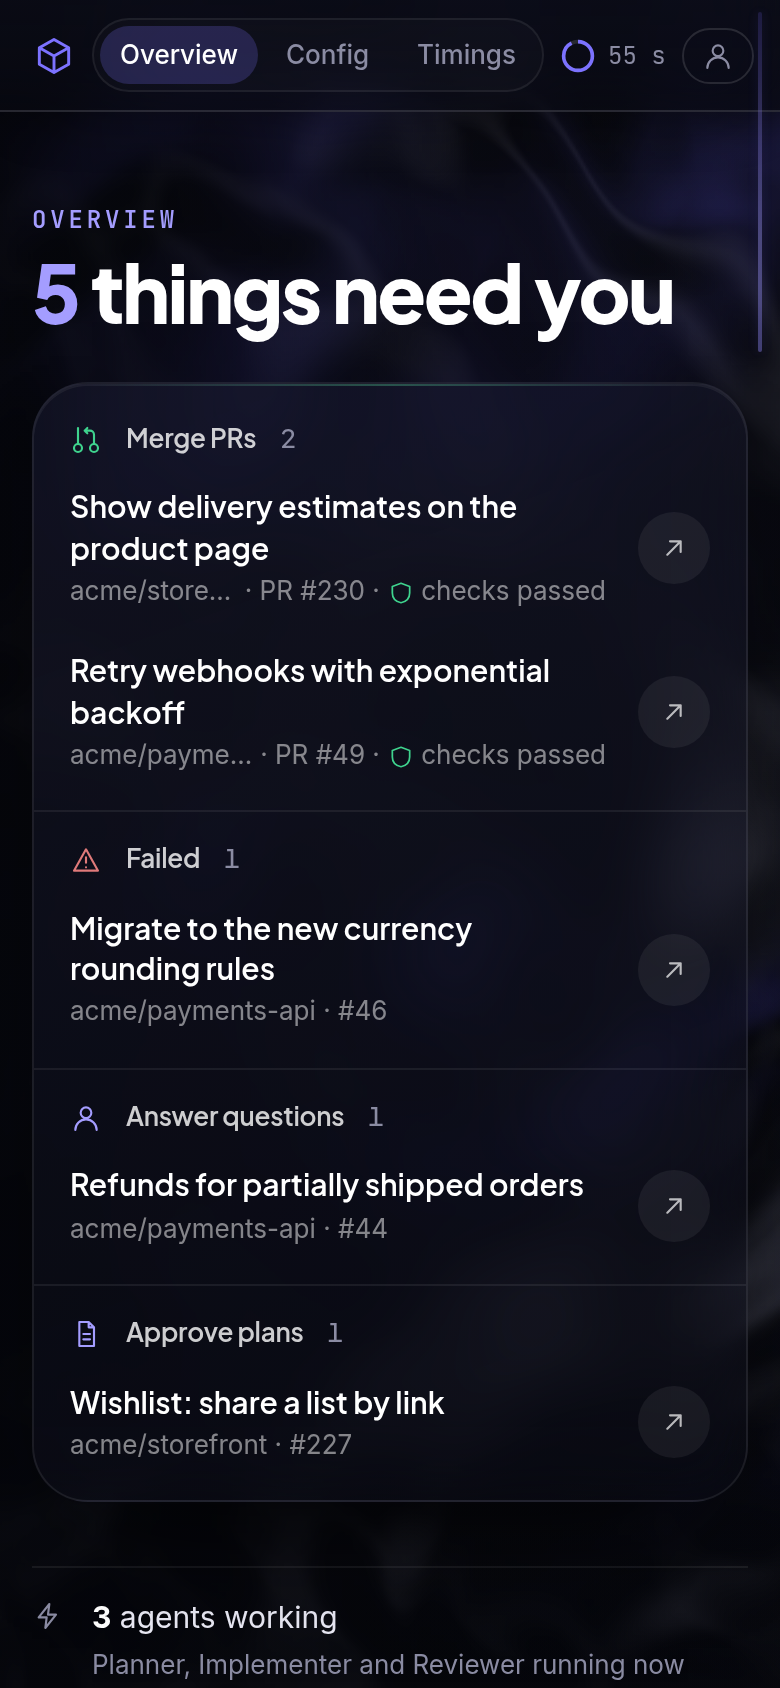 Overview Config Timings 55 s
OVERVIEW
5 things need you
Merge PRs 2
Show delivery estimates on the
product page
acme/store... · PR #230 · checks passed
Retry webhooks with exponential
backoff
acme/payme... · PR #49 · checks passed
Failed 1
Migrate to the new currency
rounding rules
acme/payments-api · #46
Answer questions 1
Refunds for partially shipped orders
acme/payments-api · #44
Approve plans 1
Wishlist: share a list by link
acme/storefront · #227
3 agents working
Planner, Implementer and Reviewer running now